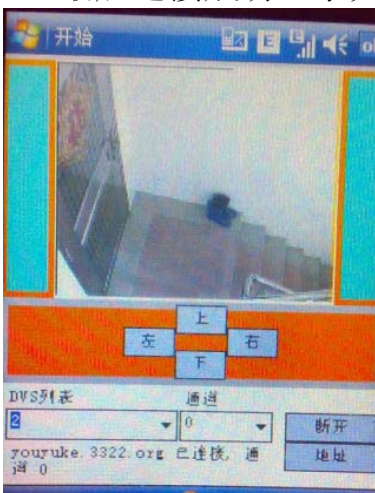 开始
上
左 右
下
DVS列表 通道
2 0 断开
youyuke.3322.org 已连接, 通 地址
道 0